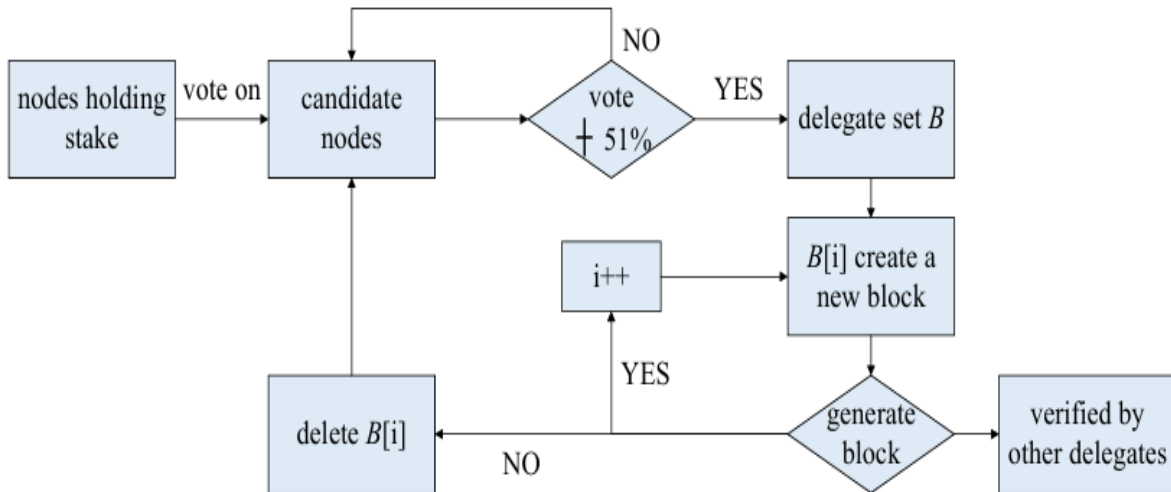 NO
nodes holding
stake
vote on
candidate
nodes
vote
┼ 51%
YES
delegate set B
i++
B[i] create a
new block
YES
delete B[i]
NO
generate
block
verified by
other delegates